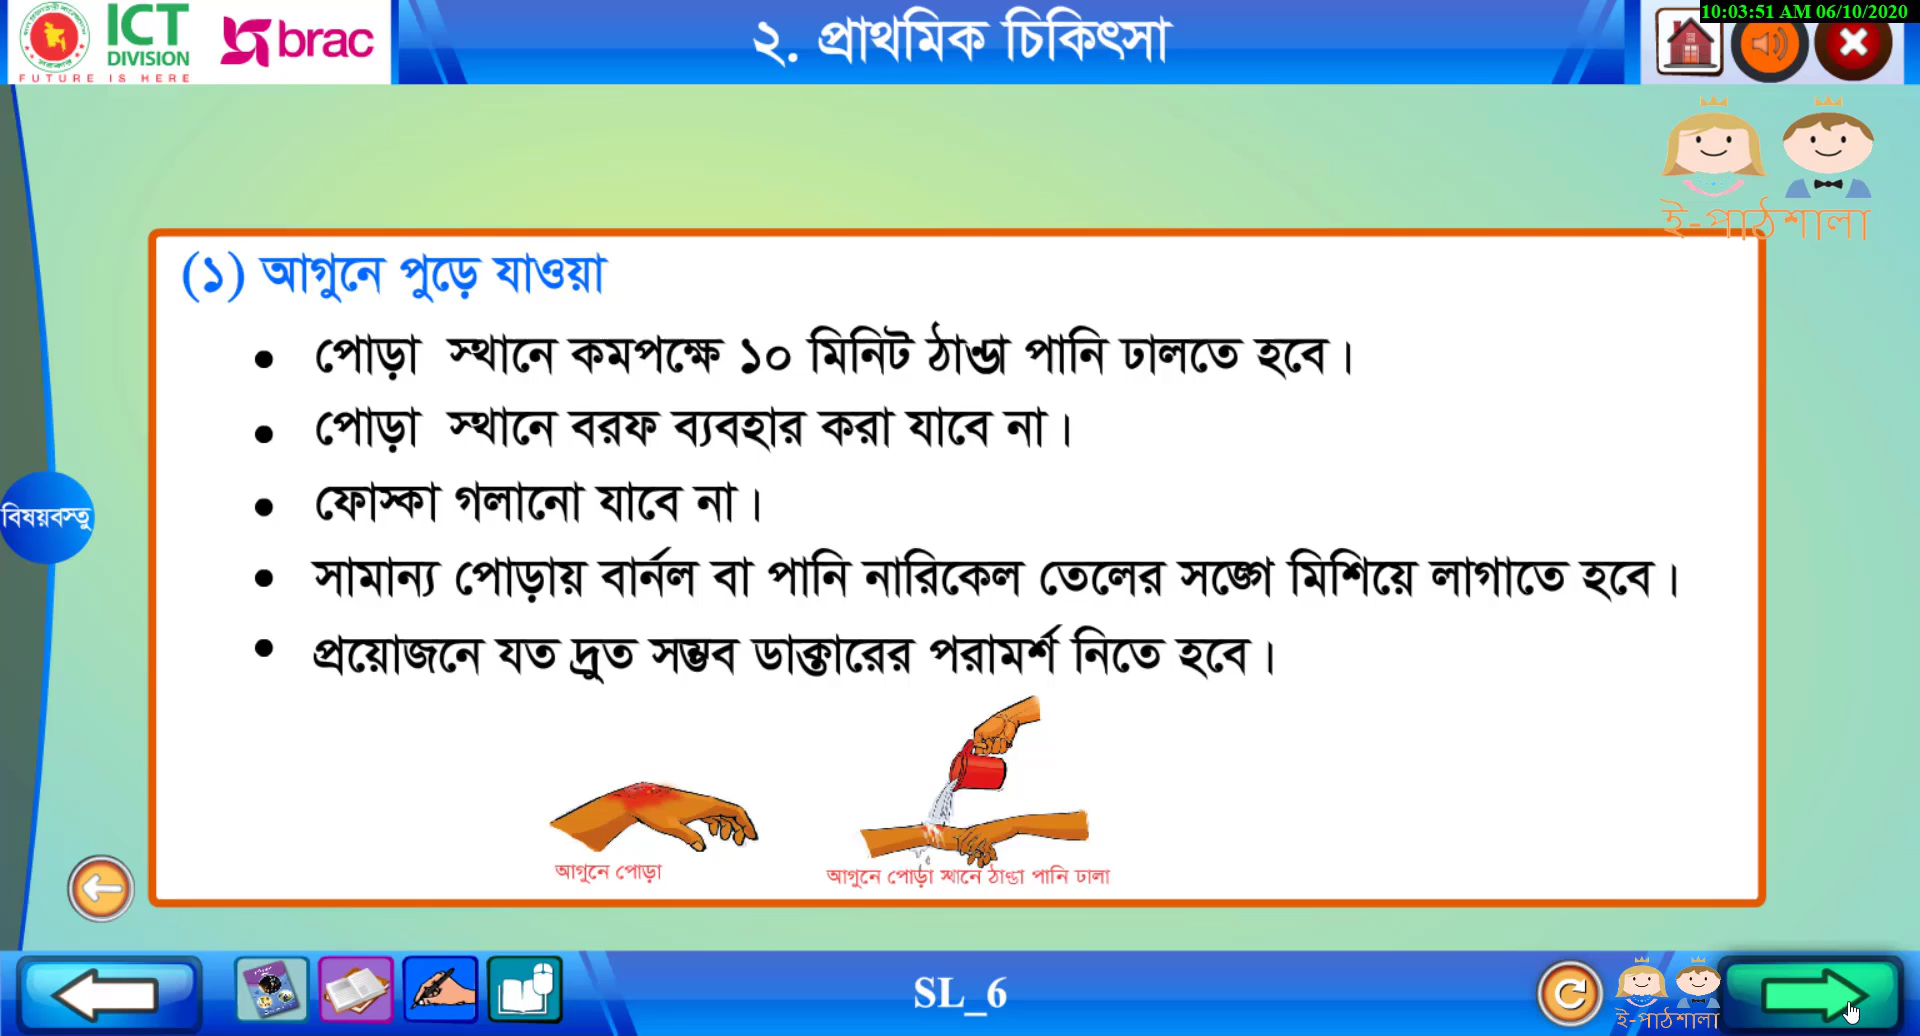 10:03:51 AM 06/10/2020
ICT
DIVISION
FUTURE IS HERE
brac
২. প্রাথমিক চিকিৎসা
ই-পাঠশালা
(১) আগুনে পুড়ে যাওয়া
• পোড়া স্থানে কমপক্ষে ১০ মিনিট ঠাণ্ডা পানি ঢালতে হবে।
• পোড়া স্থানে বরফ ব্যবহার করা যাবে না।
• ফোস্কা গলানো যাবে না।
বিষয়বস্তু
• সামান্য পোড়ায় বার্নল বা পানি নারিকেল তেলের সঙ্গে মিশিয়ে লাগাতে হবে।
• প্রয়োজনে যত দ্রুত সম্ভব ডাক্তারের পরামর্শ নিতে হবে।
আগুনে পোড়া
আগুনে পোড়া স্থানে ঠাণ্ডা পানি ঢালা
SL_6
ই-পাঠশালা